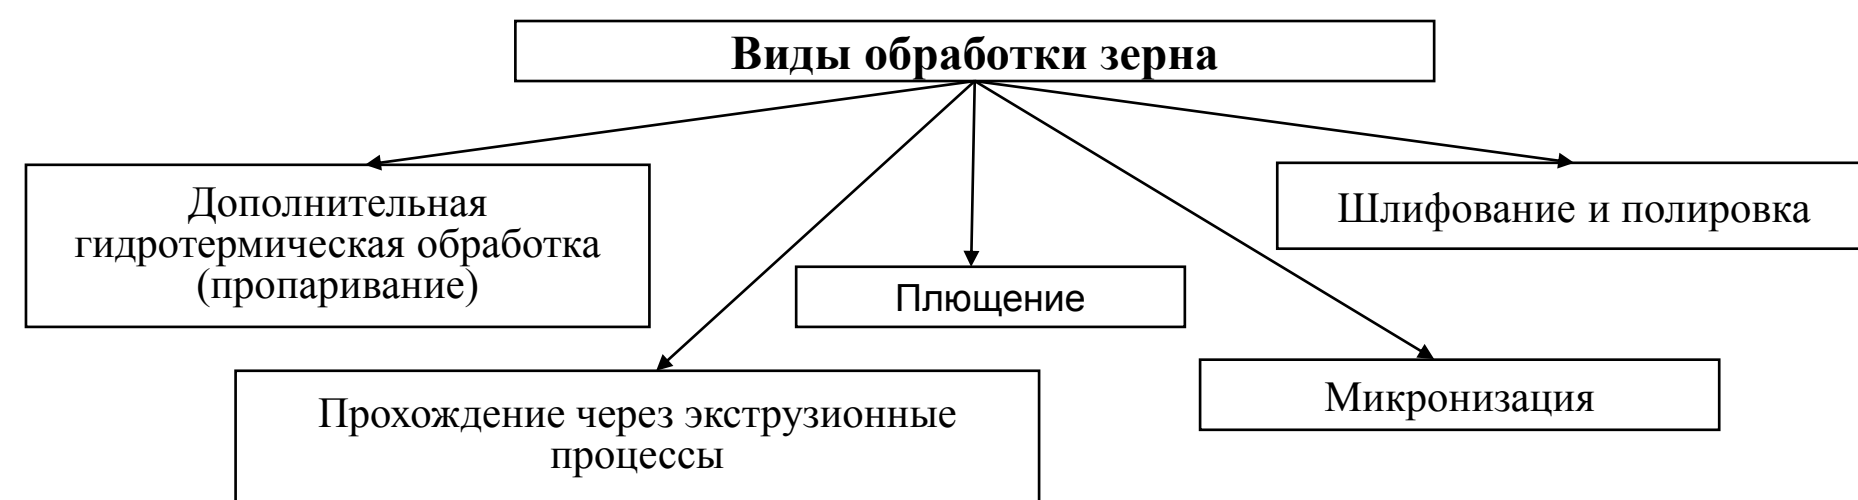 Виды обработки зерна
Дополнительная
гидротермическая обработка
(пропаривание)
Шлифование и полировка
Плющение
Прохождение через экструзионные
процессы
Микронизация